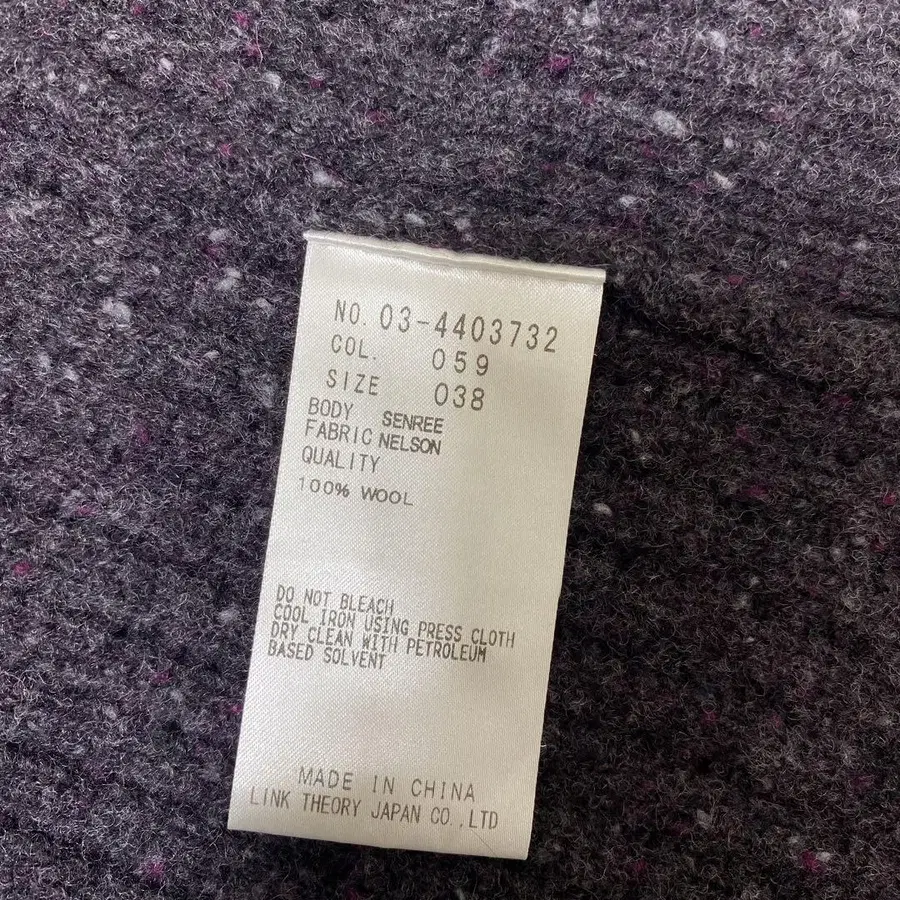 NO. 03-4403732
COL. 059
SIZE 038
BODY SENREE
FABRIC NELSON
QUALITY
100% WOOL
DO NOT BLEACH
COOL IRON USING PRESS CLOTH
DRY CLEAN WITH PETROLEUM
BASED SOLVENT
MADE IN CHINA
LINK THEORY JAPAN CO.,LTD